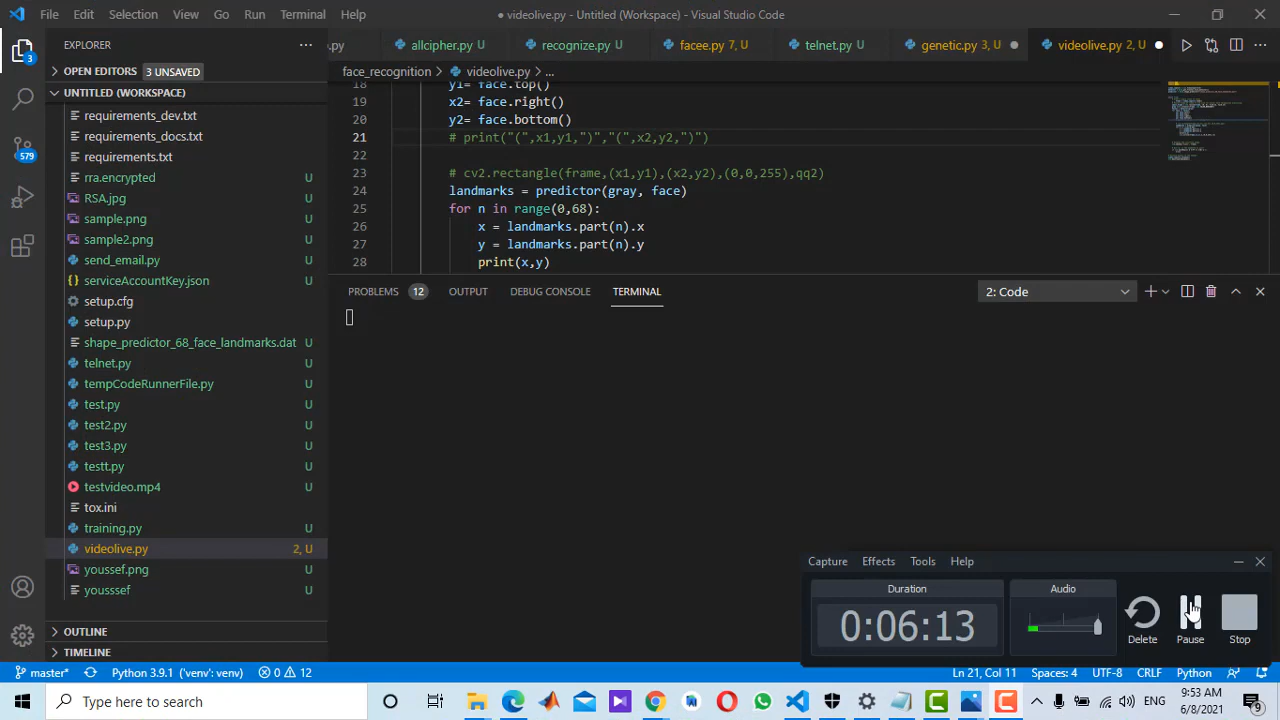 File Edit Selection View Go Run Terminal Help
● videolive.py - Untitled (Workspace) - Visual Studio Code
EXPLORER
.py allcipher.py U recognize.py U facee.py 7, U telnet.py U genetic.py 3, U videolive.py 2, U
OPEN EDITORS 3 UNSAVED
face_recognition > videolive.py > ...
UNTITLED (WORKSPACE)
requirements_dev.txt U
requirements_docs.txt U
requirements.txt U
rra.encrypted U
RSA.jpg U
sample.png U
sample2.png U
send_email.py U
serviceAccountKey.json U
setup.cfg
setup.py
shape_predictor_68_face_landmarks.dat U
telnet.py U
tempCodeRunnerFile.py U
test.py U
test2.py U
test3.py U
testt.py U
testvideo.mp4 U
tox.ini
training.py U
videolive.py 2, U
youssef.png U
yousssef U
OUTLINE
TIMELINE
3
579
18 y1= face.top()
19 x2= face.right()
20 y2= face.bottom()
21 # print("(",x1,y1,")","(",x2,y2,")")
22
23 # cv2.rectangle(frame,(x1,y1),(x2,y2),(0,0,255),qq2)
24 landmarks = predictor(gray, face)
25 for n in range(0,68):
26 x = landmarks.part(n).x
27 y = landmarks.part(n).y
28 print(x,y)
PROBLEMS 12 OUTPUT DEBUG CONSOLE TERMINAL 2: Code
Capture Effects Tools Help
Duration Audio
0:06:13
Delete Pause Stop
master* Python 3.9.1 ('venv': venv) 0 12 Ln 21, Col 11 Spaces: 4 UTF-8 CRLF Python
Type here to search
ENG
9:53 AM
6/8/2021
9